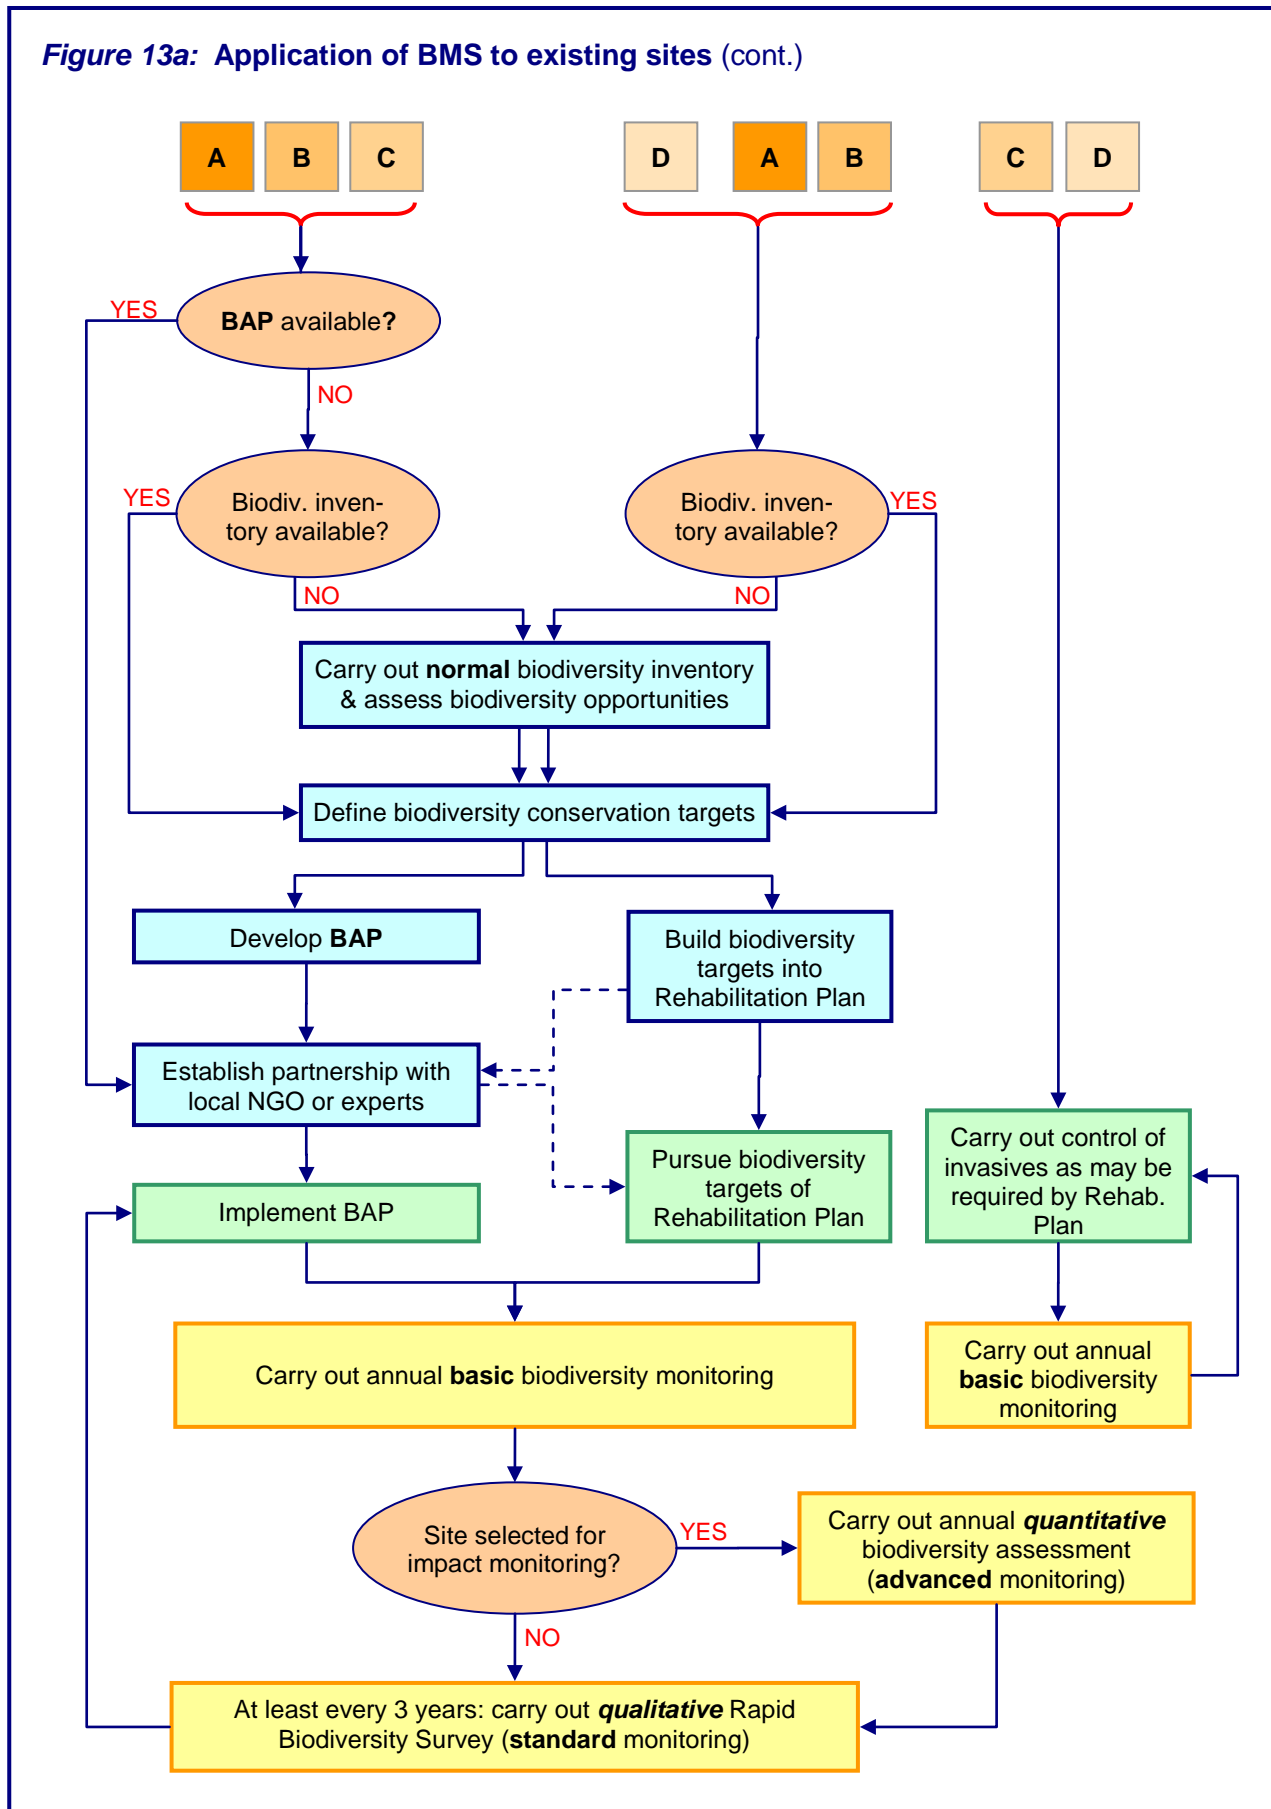 Figure 13a: Application of BMS to existing sites (cont.)
A B C D A B C D
YES
BAP available?
NO
YES
Biodiv. inven-
tory available?
NO
Biodiv. inven-
tory available?
YES
NO
Carry out normal biodiversity inventory
& assess biodiversity opportunities
Define biodiversity conservation targets
Develop BAP
Build biodiversity
targets into
Rehabilitation Plan
Establish partnership with
local NGO or experts
Implement BAP
Pursue biodiversity
targets of
Rehabilitation Plan
Carry out control of
invasives as may be
required by Rehab.
Plan
Carry out annual basic biodiversity monitoring
Carry out annual
basic biodiversity
monitoring
Site selected for
impact monitoring?
YES
NO
Carry out annual quantitative
biodiversity assessment
(advanced monitoring)
At least every 3 years: carry out qualitative Rapid
Biodiversity Survey (standard monitoring)